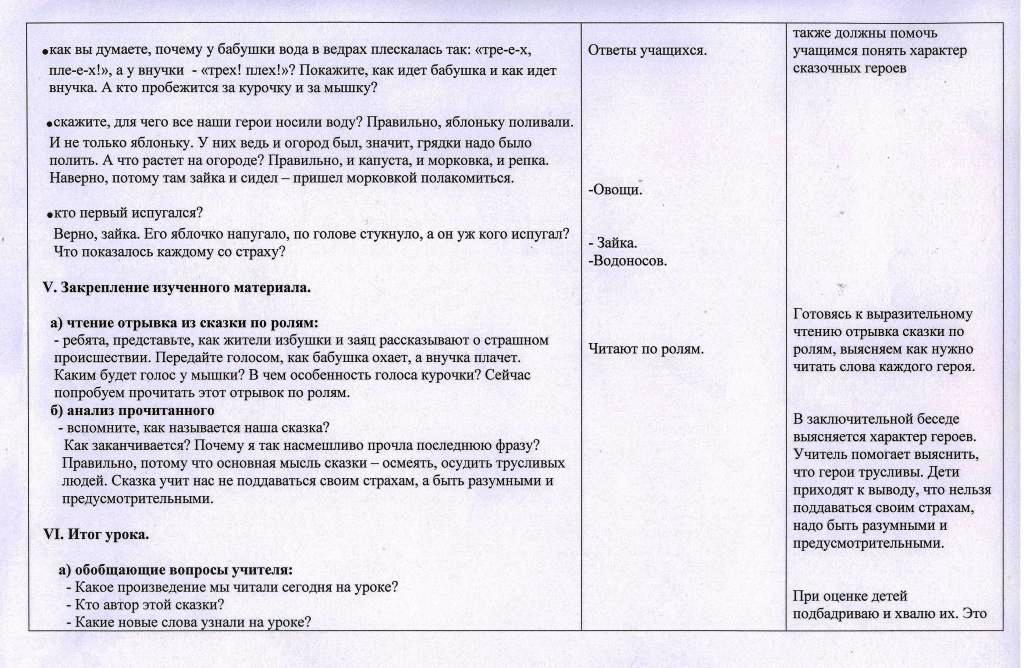 •как вы думаете, почему у бабушки вода в ведрах плескалась так: «тре-е-х,
пле-е-х!», а у внучки - «трех! плех!»? Покажите, как идет бабушка и как идет
внучка. А кто пробежится за курочку и за мышку?
•скажите, для чего все наши герои носили воду? Правильно, яблоньку поливали.
И не только яблоньку. У них ведь и огород был, значит, грядки надо было
полить. А что растет на огороде? Правильно, и капуста, и морковка, и репка.
Наверно, потому там зайка и сидел – пришел морковкой полакомиться.
•кто первый испугался?
Верно, зайка. Его яблочко напугало, по голове стукнуло, а он уж кого испугал?
Что показалось каждому со страху?
V. Закрепление изученного материала.
а) чтение отрывка из сказки по ролям:
- ребята, представьте, как жители избушки и заяц рассказывают о страшном
происшествии. Передайте голосом, как бабушка охает, а внучка плачет.
Каким будет голос у мышки? В чем особенность голоса курочки? Сейчас
попробуем прочитать этот отрывок по ролям.
б) анализ прочитанного
- вспомните, как называется наша сказка?
Как заканчивается? Почему я так насмешливо прочла последнюю фразу?
Правильно, потому что основная мысль сказки – осмеять, осудить трусливых
людей. Сказка учит нас не поддаваться своим страхам, а быть разумными и
предусмотрительными.
VI. Итог урока.
а) обобщающие вопросы учителя:
- Какое произведение мы читали сегодня на уроке?
- Кто автор этой сказки?
- Какие новые слова узнали на уроке?
Ответы учащихся.
-Овощи.
- Зайка.
-Водоносов.
Читают по ролям.
также должны помочь
учащимся понять характер
сказочных героев
Готовясь к выразительному
чтению отрывка сказки по
ролям, выясняем как нужно
читать слова каждого героя.
В заключительной беседе
выясняется характер героев.
Учитель помогает выяснить,
что герои трусливы. Дети
приходят к выводу, что нельзя
поддаваться своим страхам,
надо быть разумными и
предусмотрительными.
При оценке детей
подбадриваю и хвалю их. Это